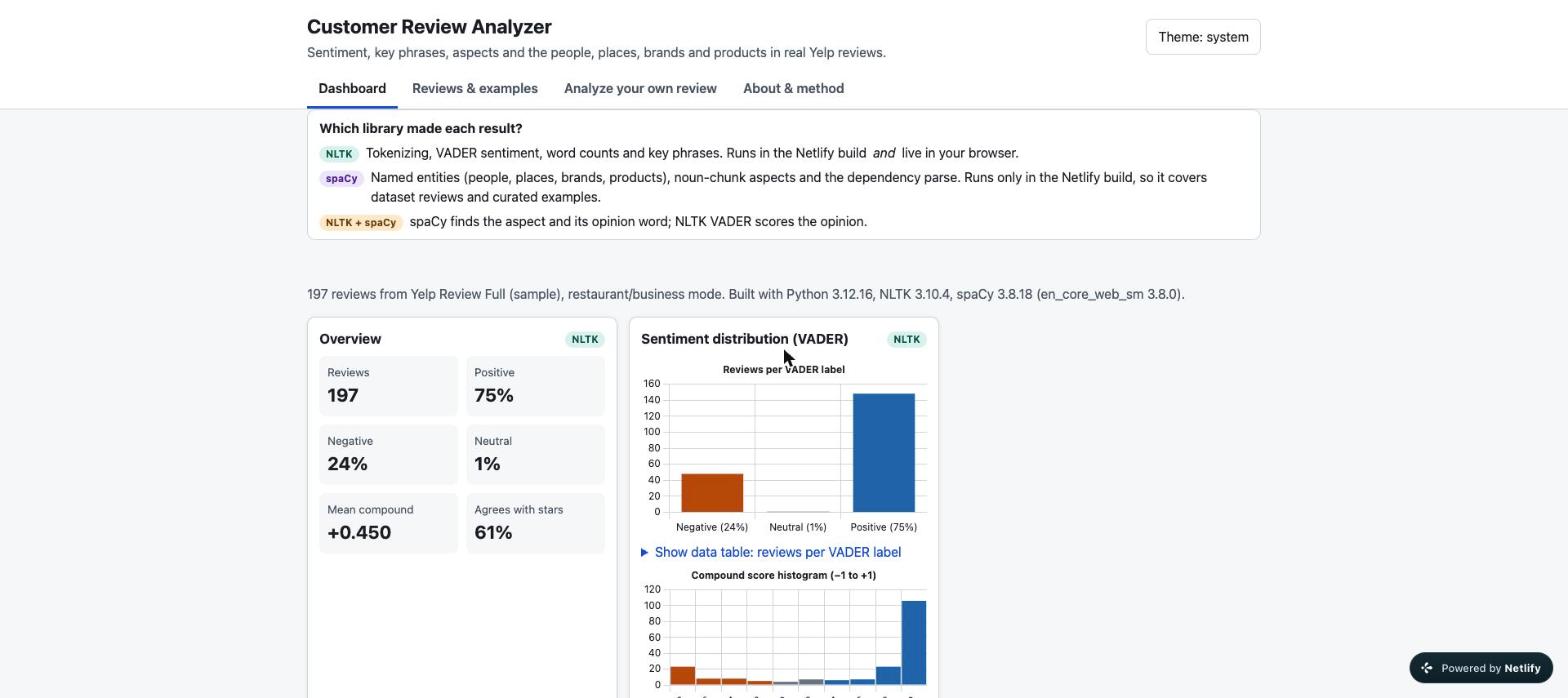 Customer Review Analyzer
Sentiment, key phrases, aspects and the people, places, brands and products in real Yelp reviews.
Theme: system
Dashboard
Reviews & examples
Analyze your own review
About & method
Which library made each result?
NLTK Tokenizing, VADER sentiment, word counts and key phrases. Runs in the Netlify build and live in your browser.
spaCy Named entities (people, places, brands, products), noun-chunk aspects and the dependency parse. Runs only in the Netlify build, so it covers
dataset reviews and curated examples.
NLTK + spaCy spaCy finds the aspect and its opinion word; NLTK VADER scores the opinion.
197 reviews from Yelp Review Full (sample), restaurant/business mode. Built with Python 3.12.16, NLTK 3.10.4, spaCy 3.8.18 (en_core_web_sm 3.8.0).
Overview
NLTK
Reviews
197
Positive
75%
Negative
24%
Neutral
1%
Mean compound
+0.450
Agrees with stars
61%
Sentiment distribution (VADER)
NLTK
Reviews per VADER label
160
140
120
100
80
60
40
20
0
Negative (24%)
Neutral (1%)
Positive (75%)
Show data table: reviews per VADER label
Compound score histogram (−1 to +1)
120
100
80
60
40
20
0
Powered by Netlify